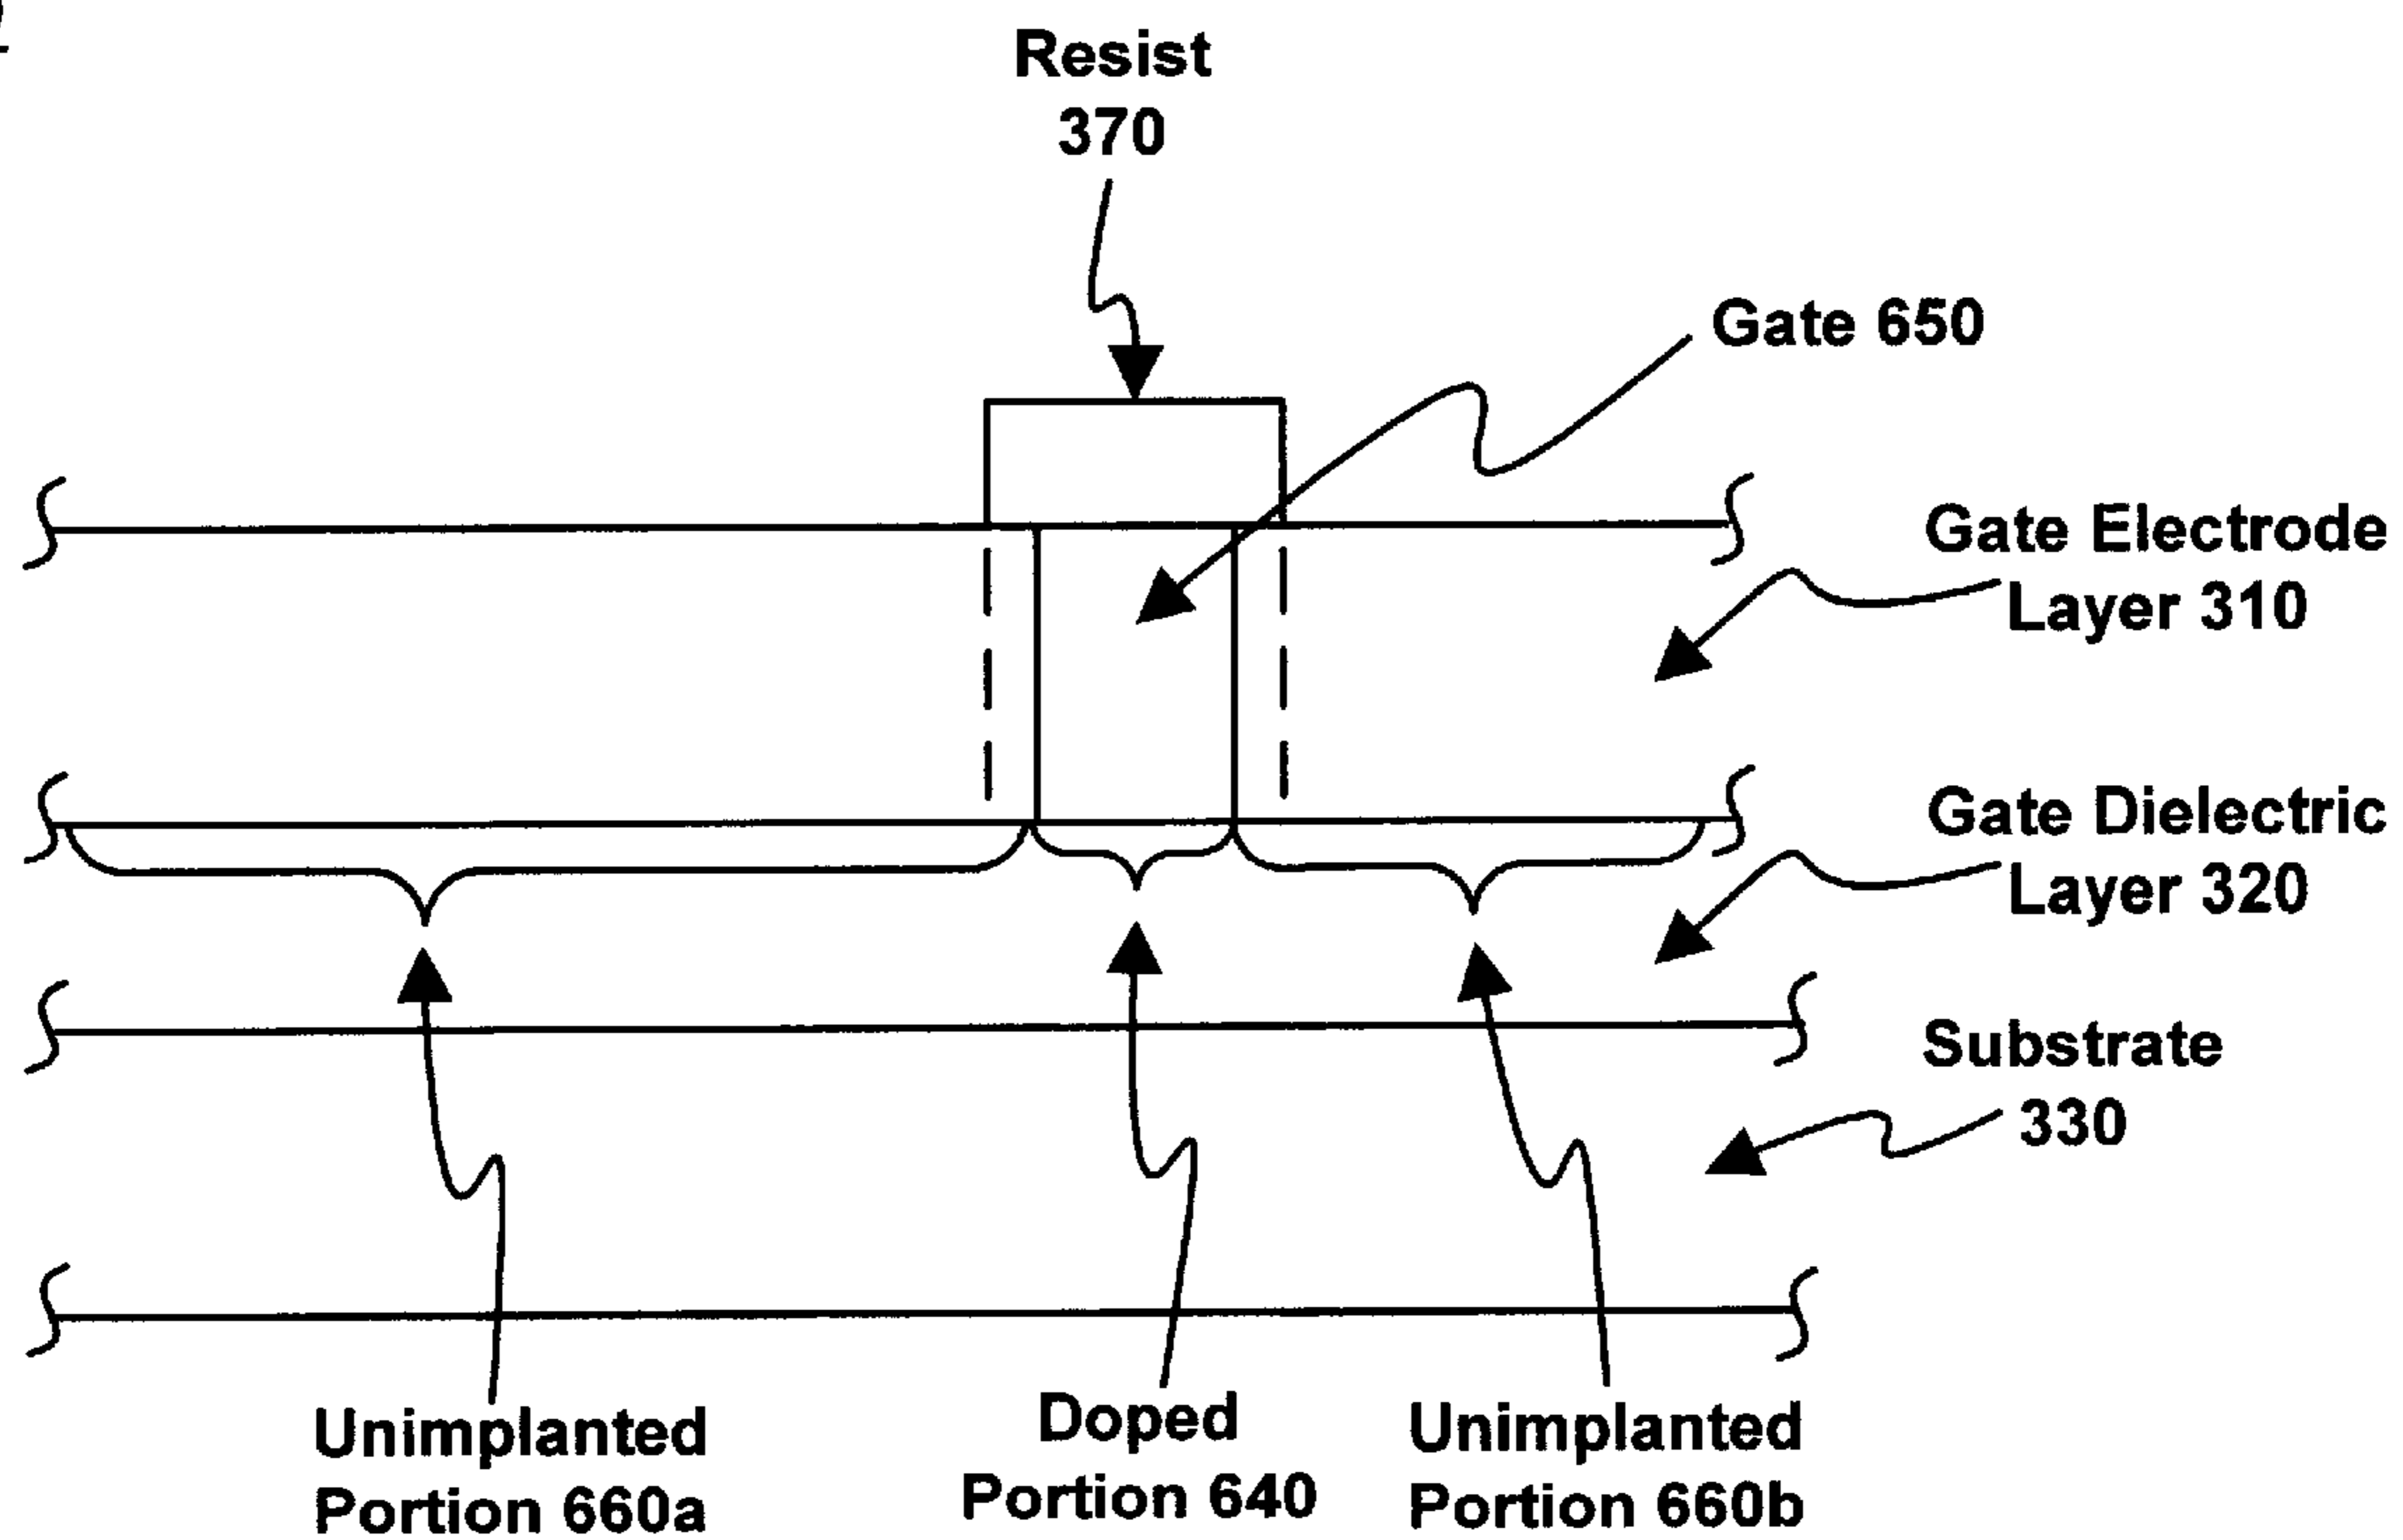 Resist
370
Gate 650
Gate Electrode
Layer 310
Gate Dielectric
Layer 320
Substrate
330
Unimplanted
Portion 660a
Doped
Portion 640
Unimplanted
Portion 660b